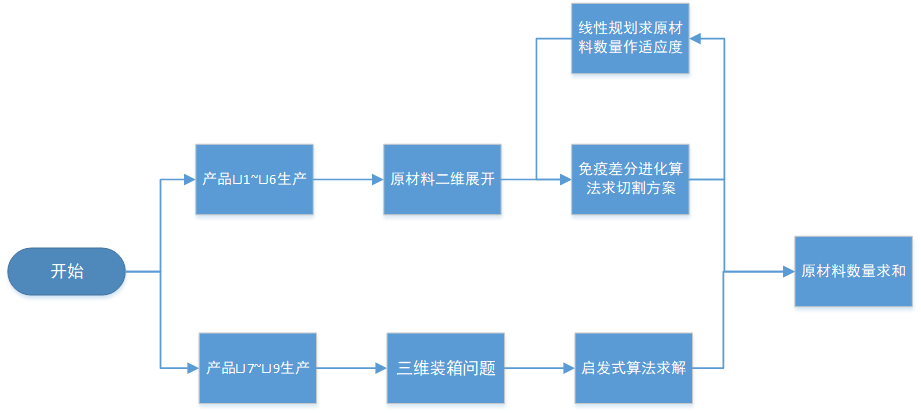 线性规划求原材
料数量作适应度
产品LJ1~LJ6生产
原材料二维展开
免疫差分进化算
法求切割方案
开始
原材料数量求和
产品LJ7~LJ9生产
三维装箱问题
启发式算法求解